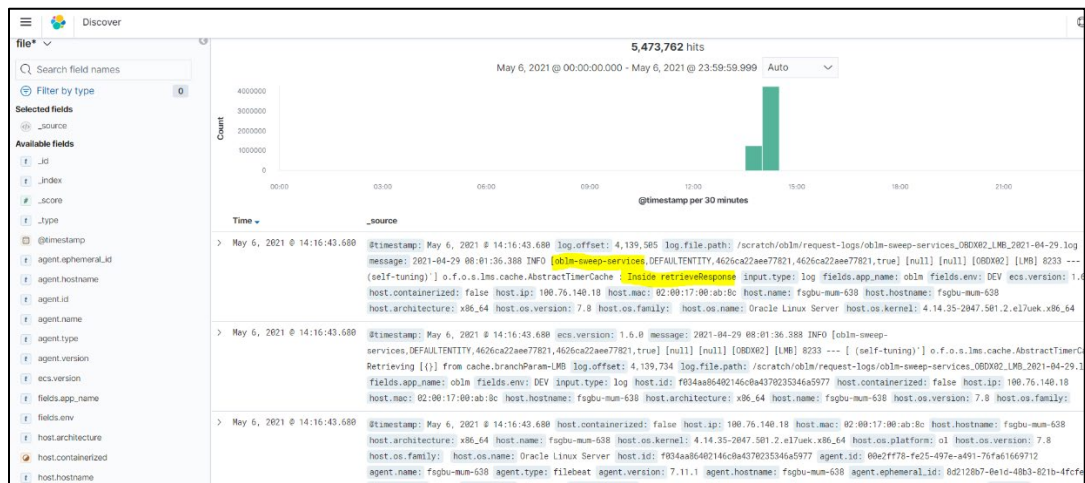 Discover
file*
Search field names
Filter by type 0
Selected fields
_source
Available fields
_id
_index
_score
_type
@timestamp
agent.ephemeral_id
agent.hostname
agent.id
agent.name
agent.type
agent.version
ecs.version
fields.app_name
fields.env
host.architecture
host.containerized
host.hostname
5,473,762 hits
May 6, 2021 @ 00:00:00.000 - May 6, 2021 @ 23:59:59.999 Auto
Count
4000000
3000000
2000000
1000000
0
00:00 03:00 06:00 09:00 12:00 15:00 18:00 21:00
@timestamp per 30 minutes
Time _source
May 6, 2021 @ 14:16:43.680 @timestamp: May 6, 2021 @ 14:16:43.680 log.offset: 4,139,505 log.file.path: /scratch/oblm/request-logs/oblm-sweep-services_OBDX02_LMB_2021-04-29.log
message: 2021-04-29 08:01:36.388 INFO [oblm-sweep-services,DEFAULTENTITY,4626ca22aee77821,4626ca22aee77821,true] [null] [null] [OBDX02] [LMB] 8233 ---
(self-tuning)'] o.f.o.s.lms.cache.AbstractTimerCache : Inside retrieveResponse input.type: log fields.app_name: oblm fields.env: DEV ecs.version: 1.6
host.containerized: false host.ip: 100.76.140.18 host.mac: 02:00:17:00:ab:8c host.name: fsgbu-mum-638 host.hostname: fsgbu-mum-638
host.architecture: x86_64 host.os.version: 7.8 host.os.family: host.os.name: Oracle Linux Server host.os.kernel: 4.14.35-2047.501.2.el7uek.x86_64
May 6, 2021 @ 14:16:43.680 @timestamp: May 6, 2021 @ 14:16:43.680 ecs.version: 1.6.0 message: 2021-04-29 08:01:36.388 INFO [oblm-sweep-
services,DEFAULTENTITY,4626ca22aee77821,4626ca22aee77821,true] [null] [null] [OBDX02] [LMB] 8233 --- [ (self-tuning)'] o.f.o.s.lms.cache.AbstractTimerCa
Retrieving [{}] from cache.branchParam-LMB log.offset: 4,139,734 log.file.path: /scratch/oblm/request-logs/oblm-sweep-services_OBDX02_LMB_2021-04-29.l
fields.app_name: oblm fields.env: DEV input.type: log host.id: f034aa86402146c0a4370235346a5977 host.containerized: false host.ip: 100.76.140.18
host.mac: 02:00:17:00:ab:8c host.hostname: fsgbu-mum-638 host.architecture: x86_64 host.name: fsgbu-mum-638 host.os.version: 7.8 host.os.family:
May 6, 2021 @ 14:16:43.680 @timestamp: May 6, 2021 @ 14:16:43.680 host.containerized: false host.ip: 100.76.140.18 host.mac: 02:00:17:00:ab:8c host.hostname: fsgbu-mum-638
host.architecture: x86_64 host.name: fsgbu-mum-638 host.os.kernel: 4.14.35-2047.501.2.el7uek.x86_64 host.os.platform: ol host.os.version: 7.8
host.os.family: host.os.name: Oracle Linux Server host.id: f034aa86402146c0a4370235346a5977 agent.id: 00e2ff78-fe25-497e-a491-76fa61669712
agent.name: fsgbu-mum-638 agent.type: filebeat agent.version: 7.11.1 agent.hostname: fsgbu-mum-638 agent.ephemeral_id: 8d2128b7-0e1d-48b3-821b-4fcfe